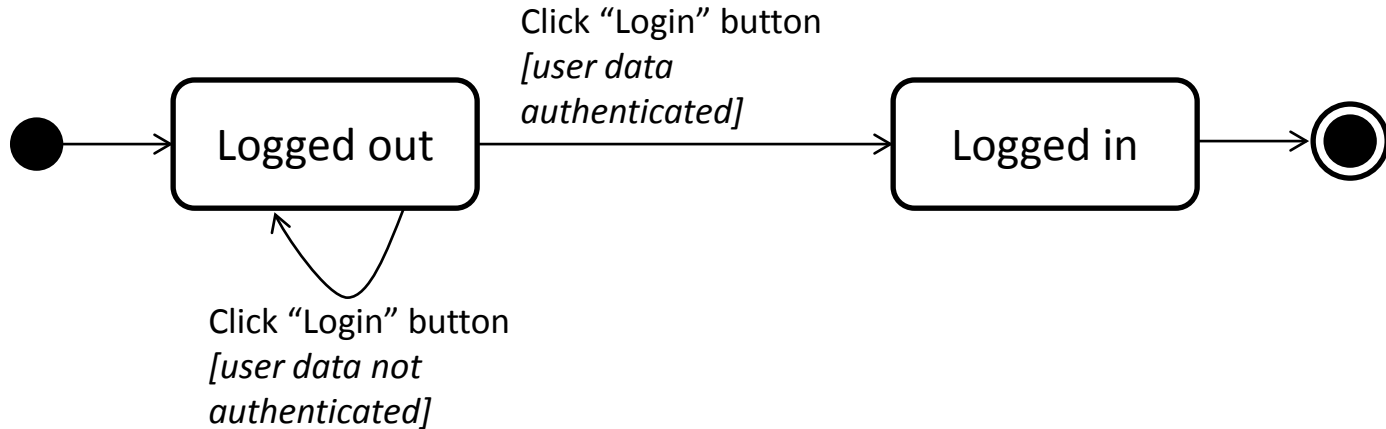 Click “Login” button
[user data
authenticated]
Logged out
Logged in
Click “Login” button
[user data not
authenticated]